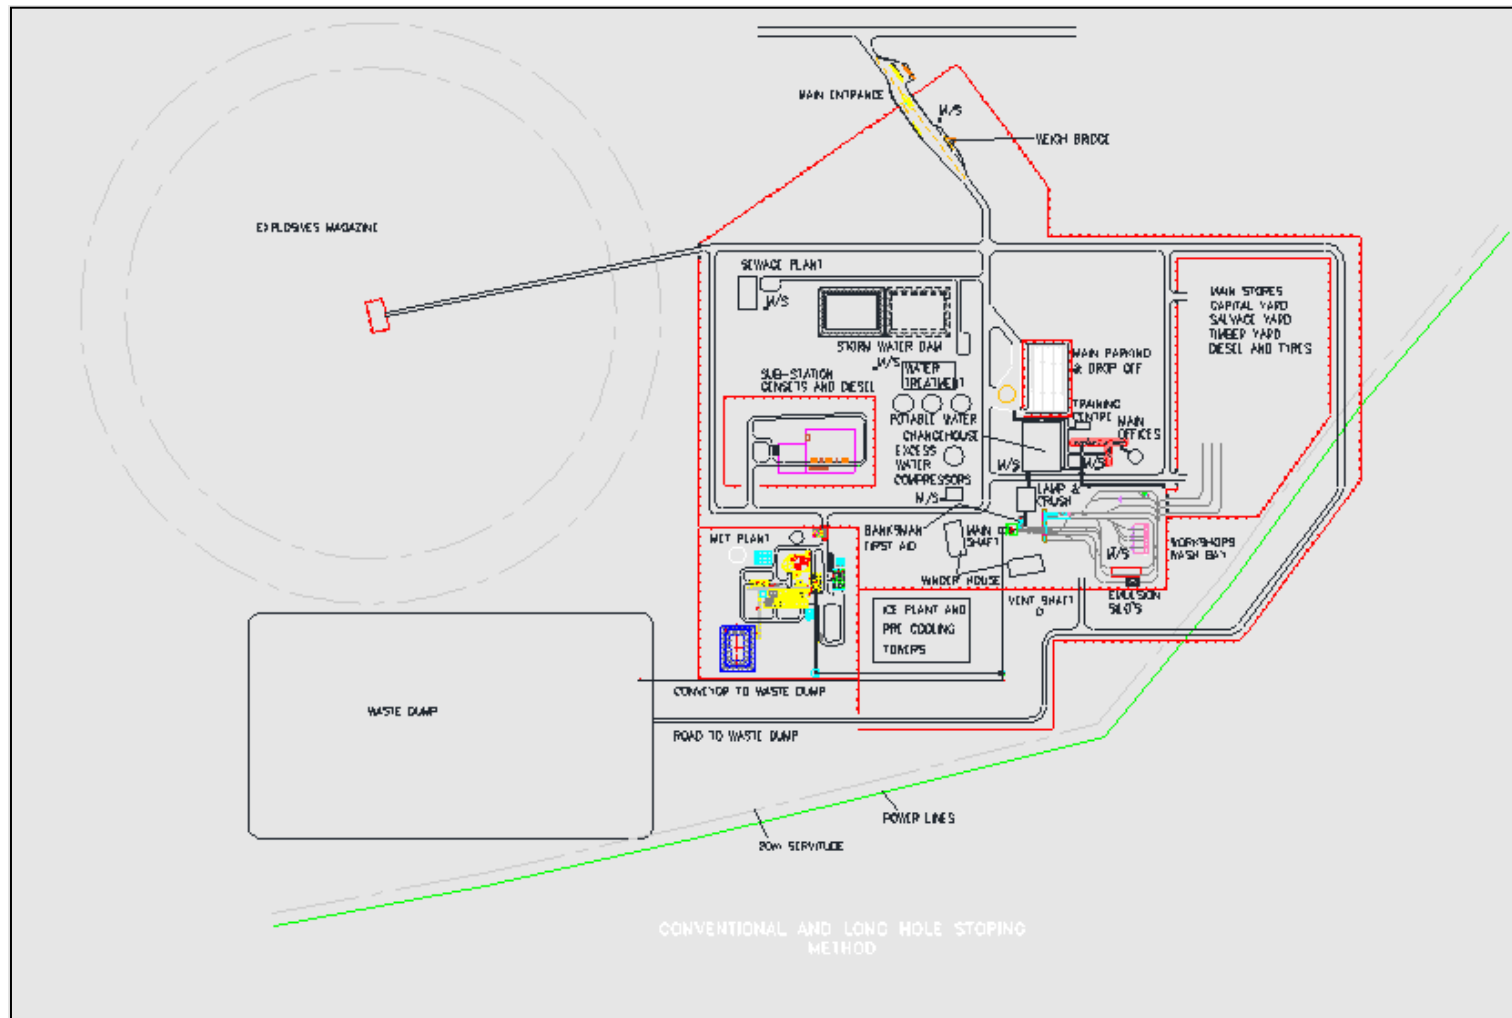 MAIN ENTRANCE
M/S
WEIGH BRIDGE
EXPLOSIVES MAGAZINE
SEWAGE PLANT
M/S
STORM WATER DAM
M/S
WATER
TREATMENT
SUB-STATION
GENSETS AND DIESEL
POTABLE WATER
CHANGEHOUSE
EXCESS
WATER
COMPRESSORS
M/S
MAIN PARKING
& DROP OFF
TRAINING
CENTRE
MAIN
OFFICES
M/S
M/S
MAIN STORES
CAPITAL YARD
SALVAGE YARD
TIMBER YARD
DIESEL AND TYRES
LAMP &
CRUSH
BANKSMAN
FIRST AID
MAIN
SHAFT
WINDER HOUSE
M/S
WORKSHOPS
WASH BAY
EMULSION
SILO'S
VENT SHAFT
MET PLANT
ICE PLANT AND
PRE COOLING
TOWERS
CONVEYOR TO WASTE DUMP
WASTE DUMP
ROAD TO WASTE DUMP
POWER LINES
20m SERVITUDE
CONVENTIONAL AND LONG HOLE STOPING
METHOD